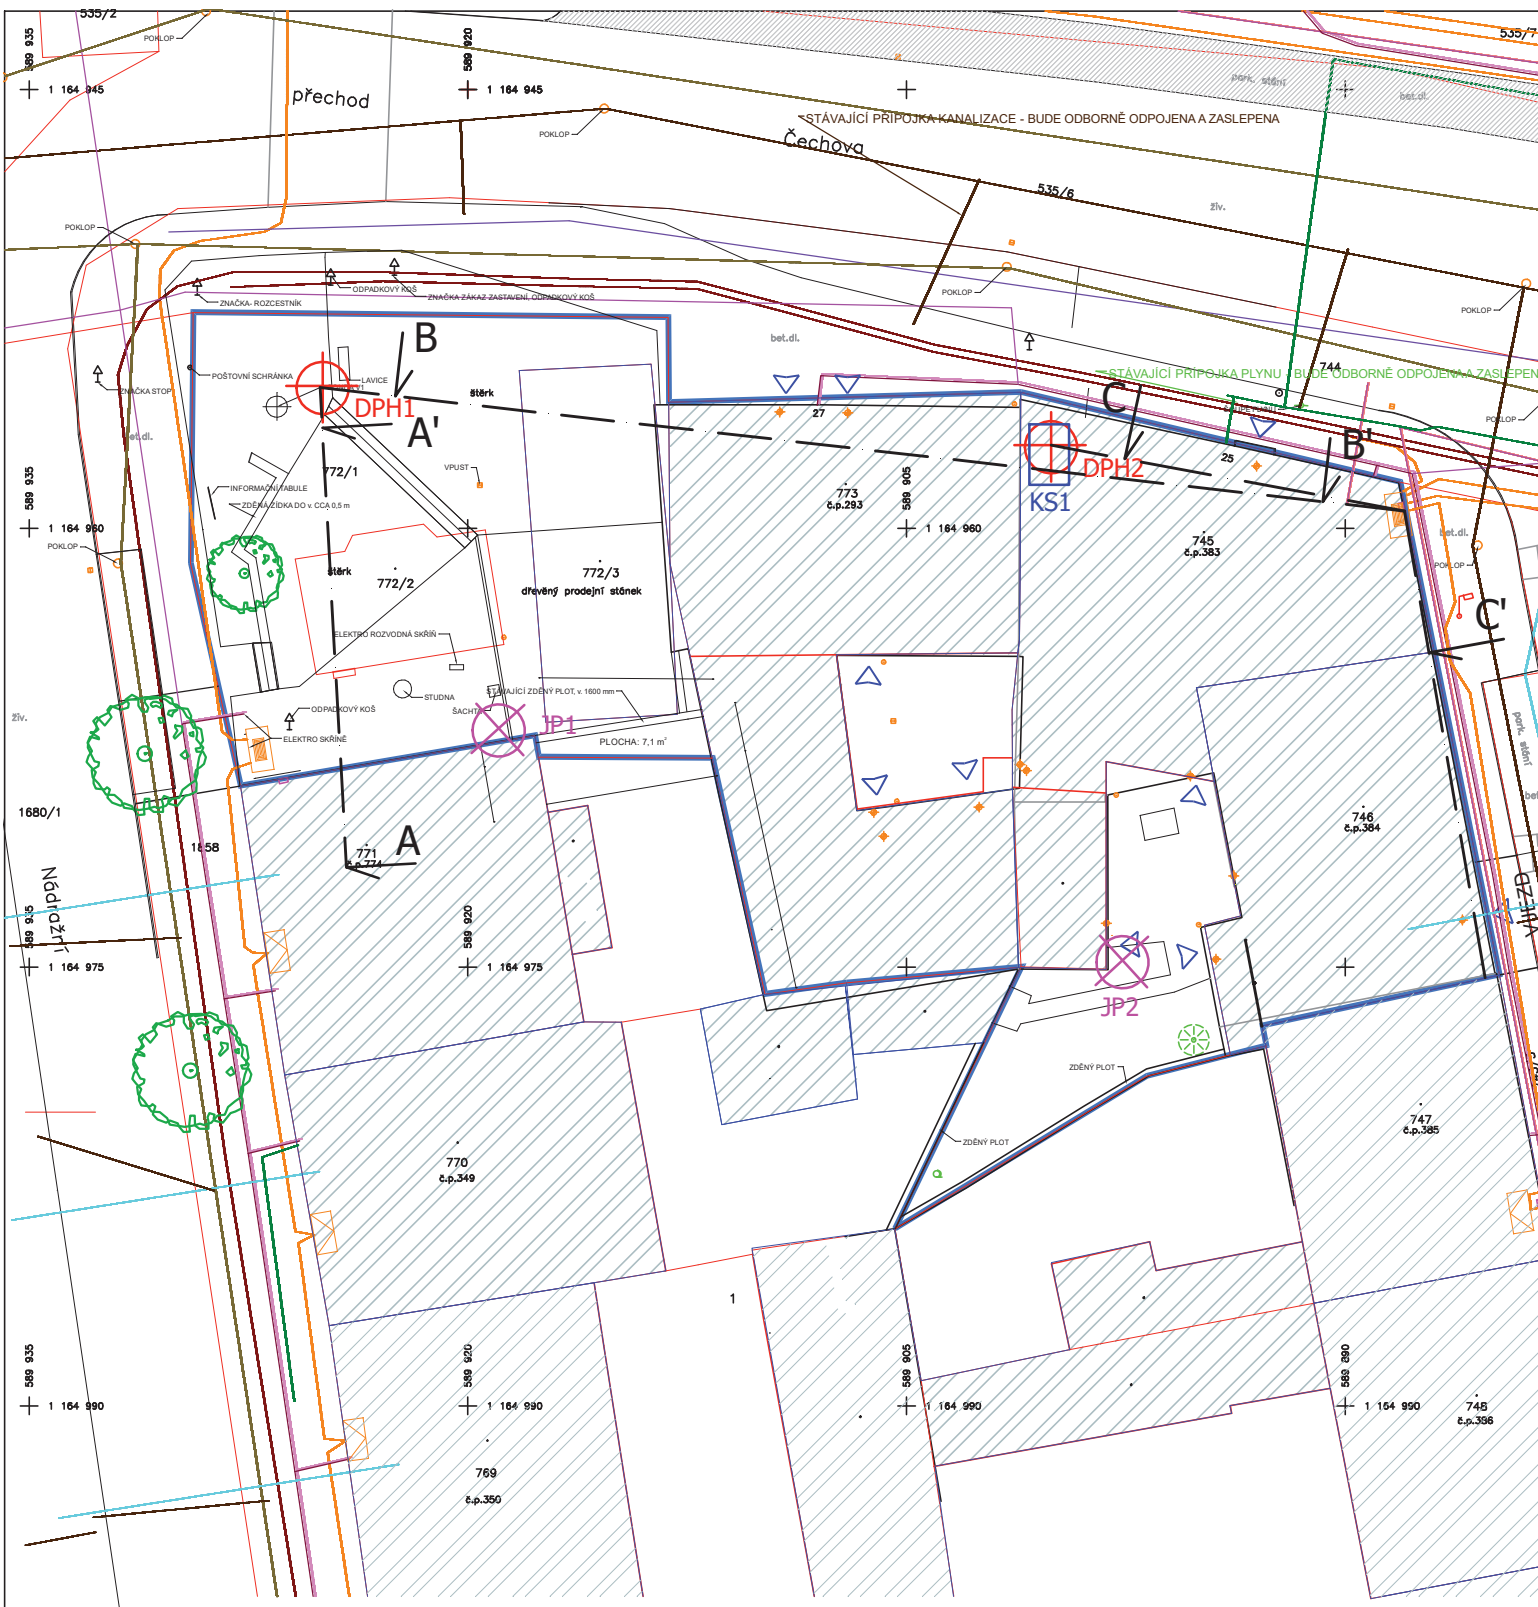 535/2
589 935
POKLOP
589 920
535/7
1 164 945
1 164 945
přechod
park. stání
bet.dl.
POKLOP
STÁVAJÍCÍ PŘÍPOJKA KANALIZACE - BUDE ODBORNĚ ODPOJENA A ZASLEPENA
Čechova
535/6
živ.
POKLOP
ZNAČKA- ROZCESTNÍK
ODPADKOVÝ KOŠ
ZNAČKA ZÁKAZ ZASTAVENÍ, ODPADKOVÝ KOŠ
POKLOP
POKLOP
bet.dl.
B
744
STÁVAJÍCÍ PŘÍPOJKA PLYNU - BUDE ODBORNĚ ODPOJENA A ZASLEPEN
ZNAČKA STOP
POŠTOVNÍ SCHRÁNKA
LAVICE
štěrk
DPH1
27
C
POKLOP
bet.dl.
A'
25
B'
772/1
VPUST
DPH2
KS1
INFORMAČNÍ TABULE
ZDĚNÁ ZÍDKA DO v. CCA 0,5 m
589 935
1 164 960
773
č.p.293
589 905
1 164 960
745
č.p.383
bet.dl.
POKLOP
POKLOP
štěrk
772/2
772/3
dřevěný prodejní stánek
C'
ELEKTRO ROZVODNÁ SKŘÍŇ
STUDNA
STÁVAJÍCÍ ZDĚNÝ PLOT, v. 1600 mm
ŠACHTA
ODPADKOVÝ KOŠ
ELEKTRO SKŘÍNĚ
JP1
PLOCHA: 7,1 m²
živ.
park. stání
1680/1
1858
771
č.p.774
A
746
č.p.384
Nádražní
589 935
1 164 975
589 920
1 164 975
JP2
ZDĚNÝ PLOT
ZDĚNÝ PLOT
747
č.p.385
770
č.p.349
1
589 935
1 164 990
589 920
1 164 990
589 905
1 164 990
589 890
1 164 990
769
č.p.350